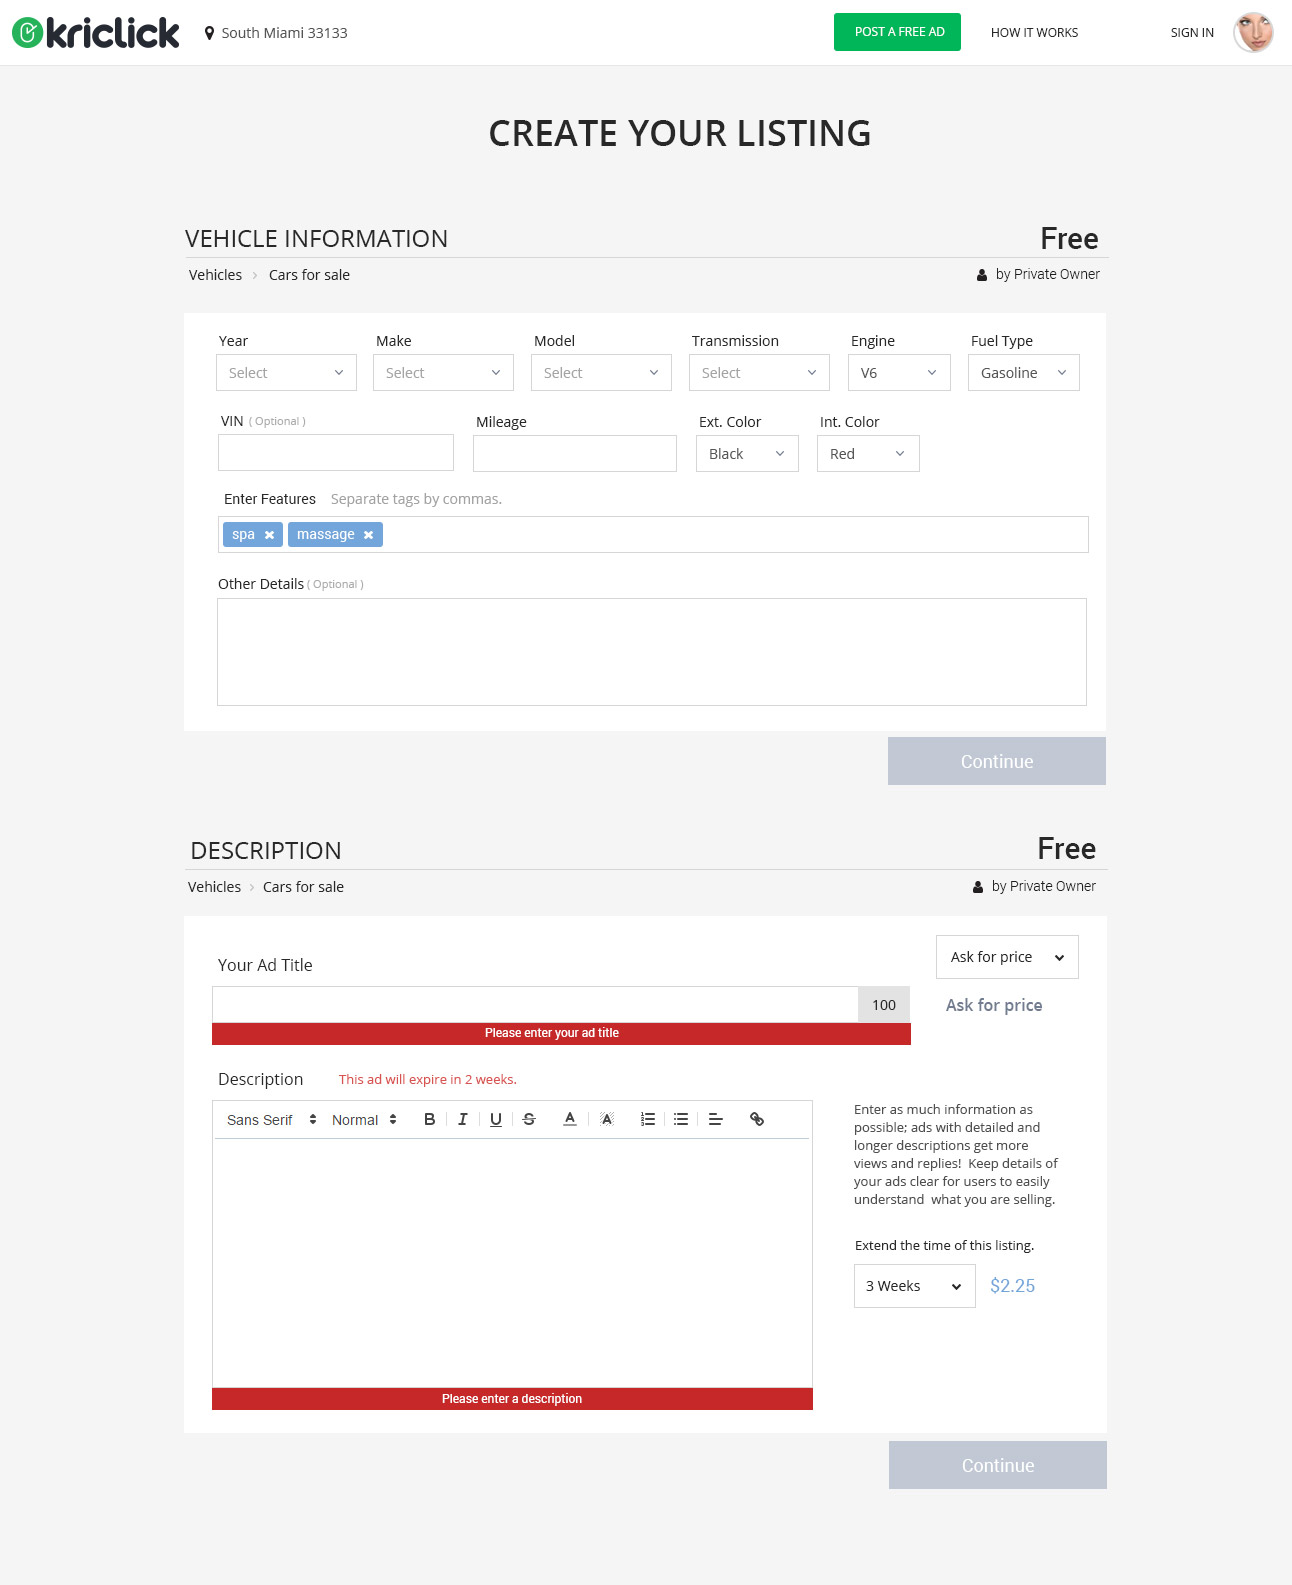 kriclick
South Miami 33133
POST A FREE AD
HOW IT WORKS
SIGN IN
CREATE YOUR LISTING
VEHICLE INFORMATION
Free
Vehicles › Cars for sale
by Private Owner
Year
Make
Model
Transmission
Engine
Fuel Type
Select
Select
Select
Select
V6
Gasoline
VIN ( Optional )
Mileage
Ext. Color
Int. Color
Black
Red
Enter Features Separate tags by commas.
spa ×
massage ×
Other Details ( Optional )
Continue
DESCRIPTION
Free
Vehicles › Cars for sale
by Private Owner
Ask for price
Your Ad Title
100
Ask for price
Please enter your ad title
Description This ad will expire in 2 weeks.
Sans Serif Normal B I U S A A
Enter as much information as
possible; ads with detailed and
longer descriptions get more
views and replies! Keep details of
your ads clear for users to easily
understand what you are selling.
Extend the time of this listing.
3 Weeks
$2.25
Please enter a description
Continue